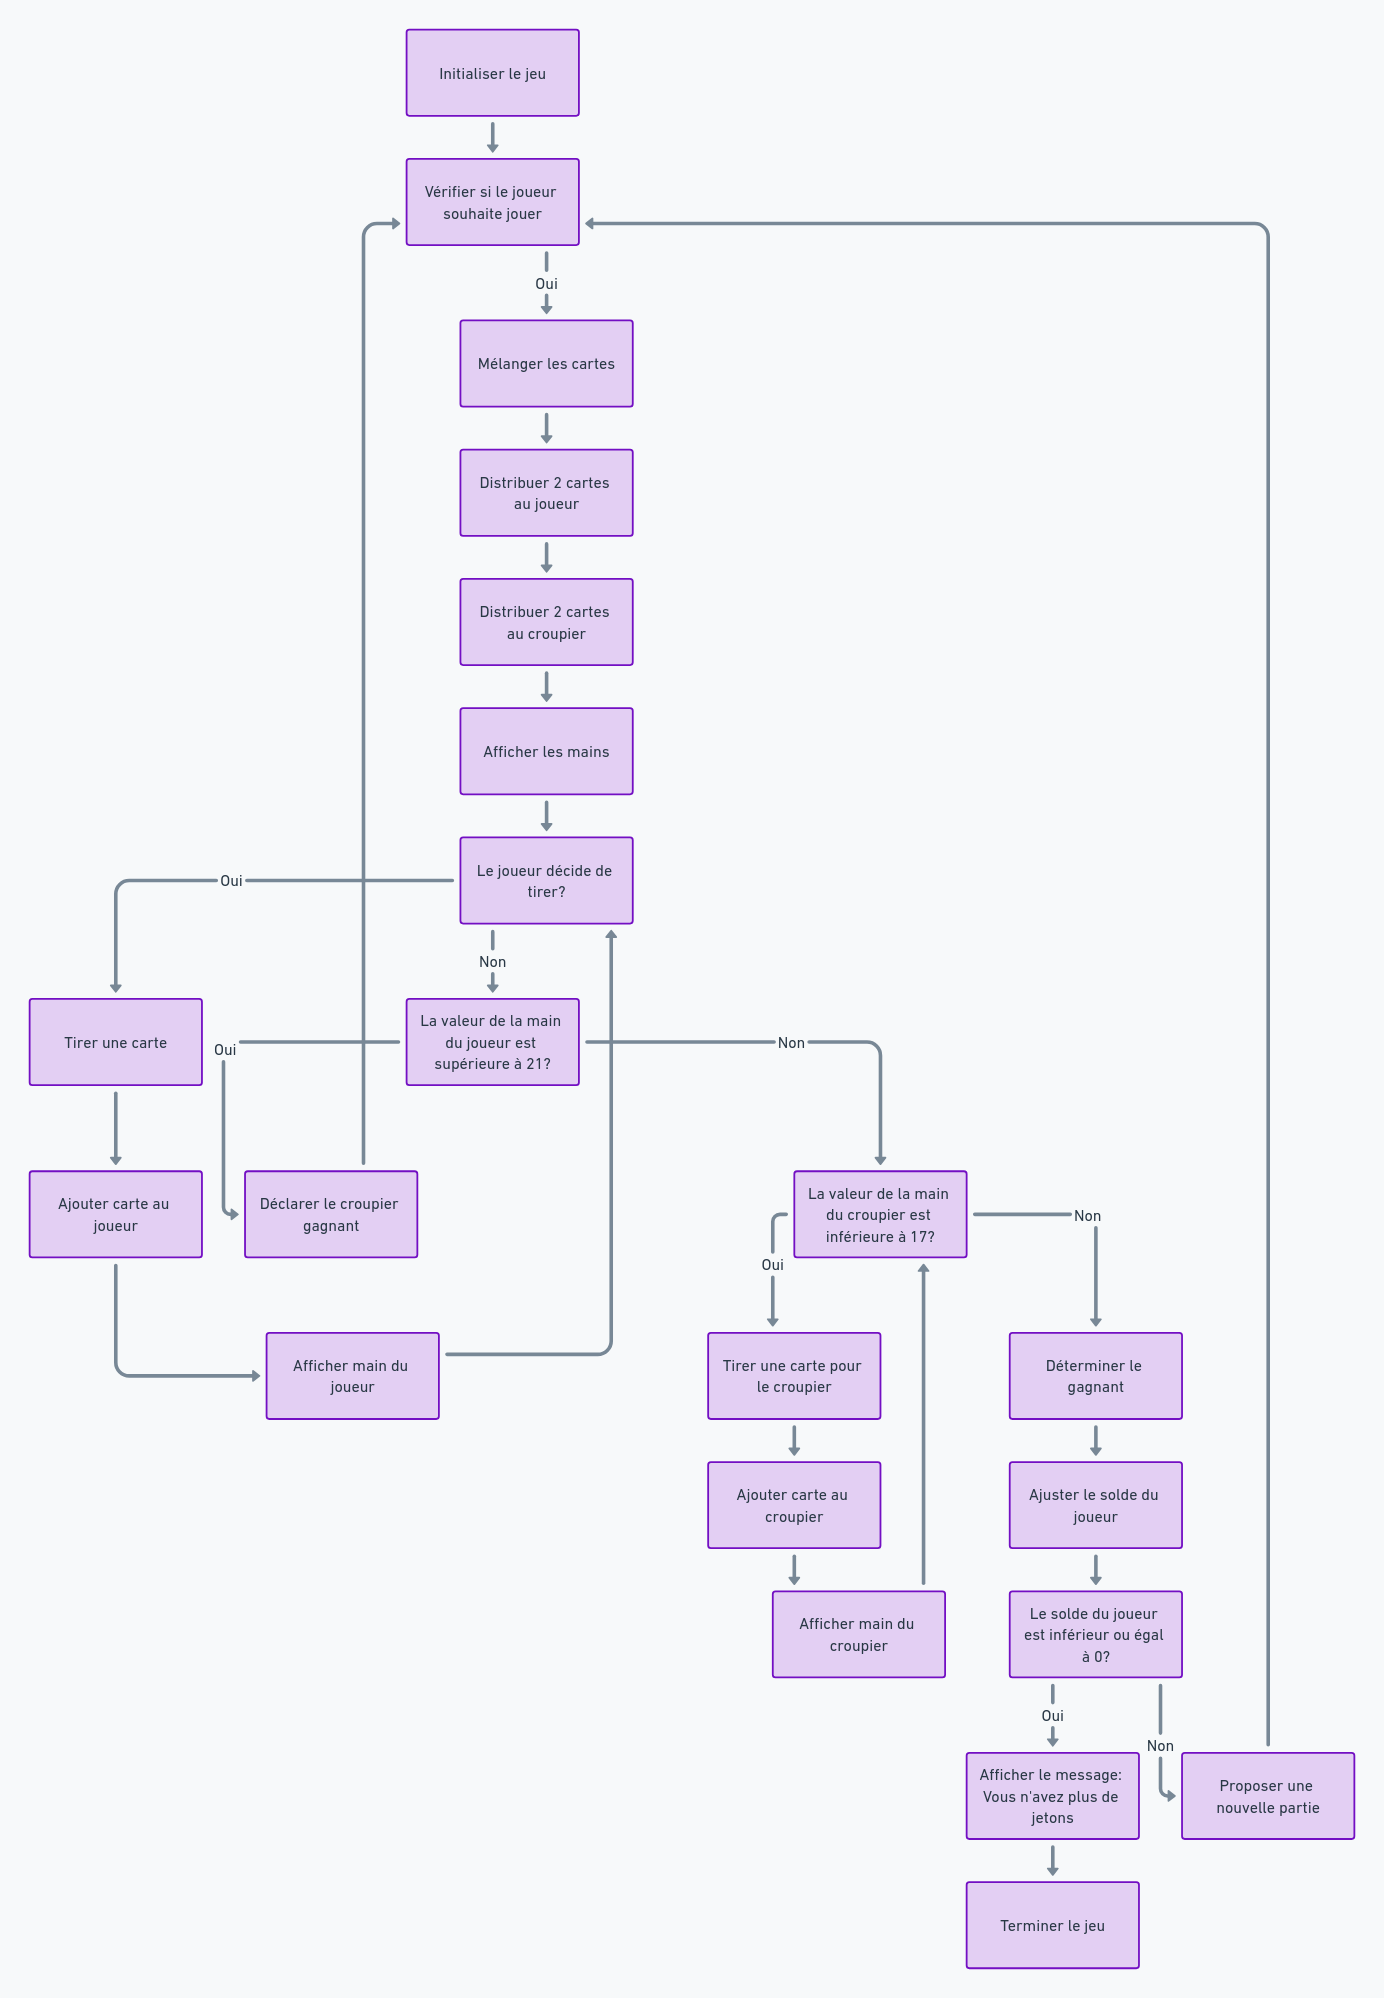 Initialiser le jeu
Vérifier si le joueur
souhaite jouer
Oui
Mélanger les cartes
Distribuer 2 cartes
au joueur
Distribuer 2 cartes
au croupier
Afficher les mains
Le joueur décide de
tirer?
Oui
Non
Tirer une carte
Oui
La valeur de la main
du joueur est
supérieure à 21?
Non
Ajouter carte au
joueur
Déclarer le croupier
gagnant
La valeur de la main
du croupier est
inférieure à 17?
Non
Oui
Afficher main du
joueur
Tirer une carte pour
le croupier
Déterminer le
gagnant
Ajouter carte au
croupier
Ajuster le solde du
joueur
Afficher main du
croupier
Le solde du joueur
est inférieur ou égal
à 0?
Oui
Non
Afficher le message:
Vous n'avez plus de
jetons
Proposer une
nouvelle partie
Terminer le jeu